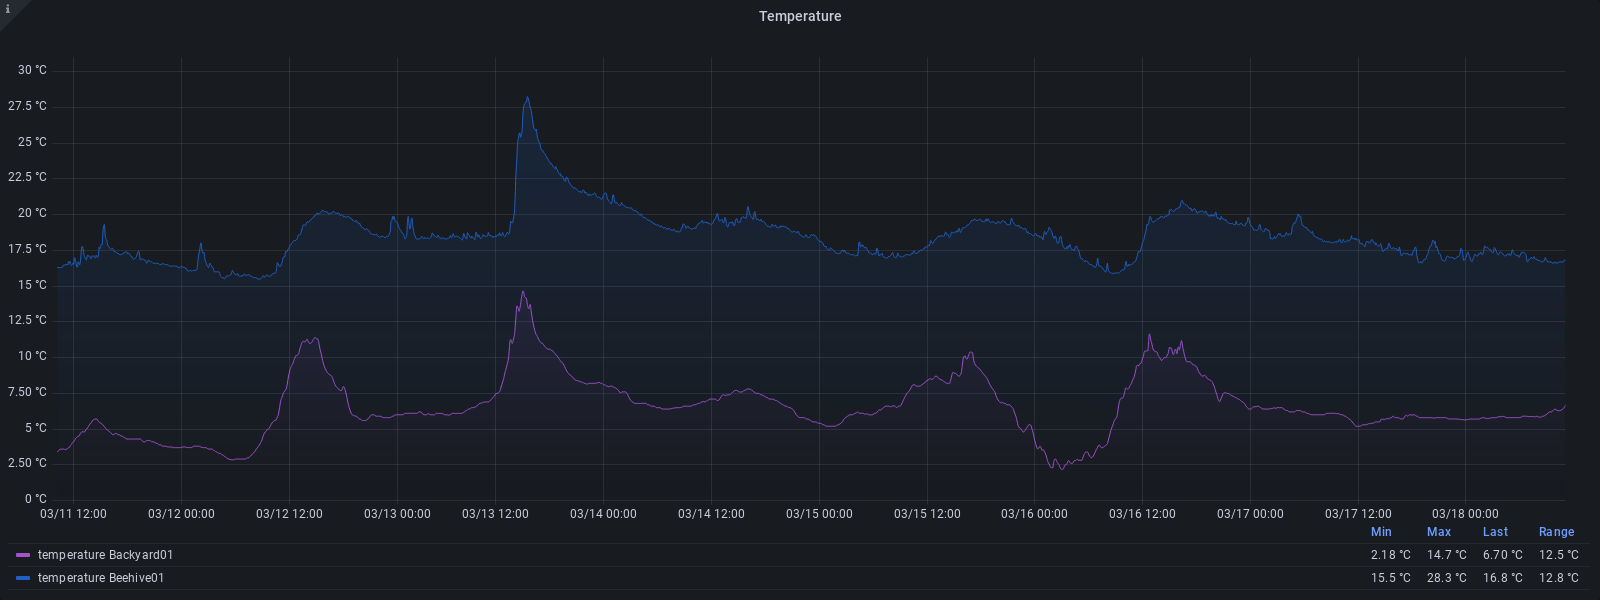 i
Temperature
30 °C
27.5 °C
25 °C
22.5 °C
20 °C
17.5 °C
15 °C
12.5 °C
10 °C
7.50 °C
5 °C
2.50 °C
0 °C
03/11 12:00 03/12 00:00 03/12 12:00 03/13 00:00 03/13 12:00 03/14 00:00 03/14 12:00 03/15 00:00 03/15 12:00 03/16 00:00 03/16 12:00 03/17 00:00 03/17 12:00 03/18 00:00
Min Max Last Range
temperature Backyard01 2.18 °C 14.7 °C 6.70 °C 12.5 °C
temperature Beehive01 15.5 °C 28.3 °C 16.8 °C 12.8 °C